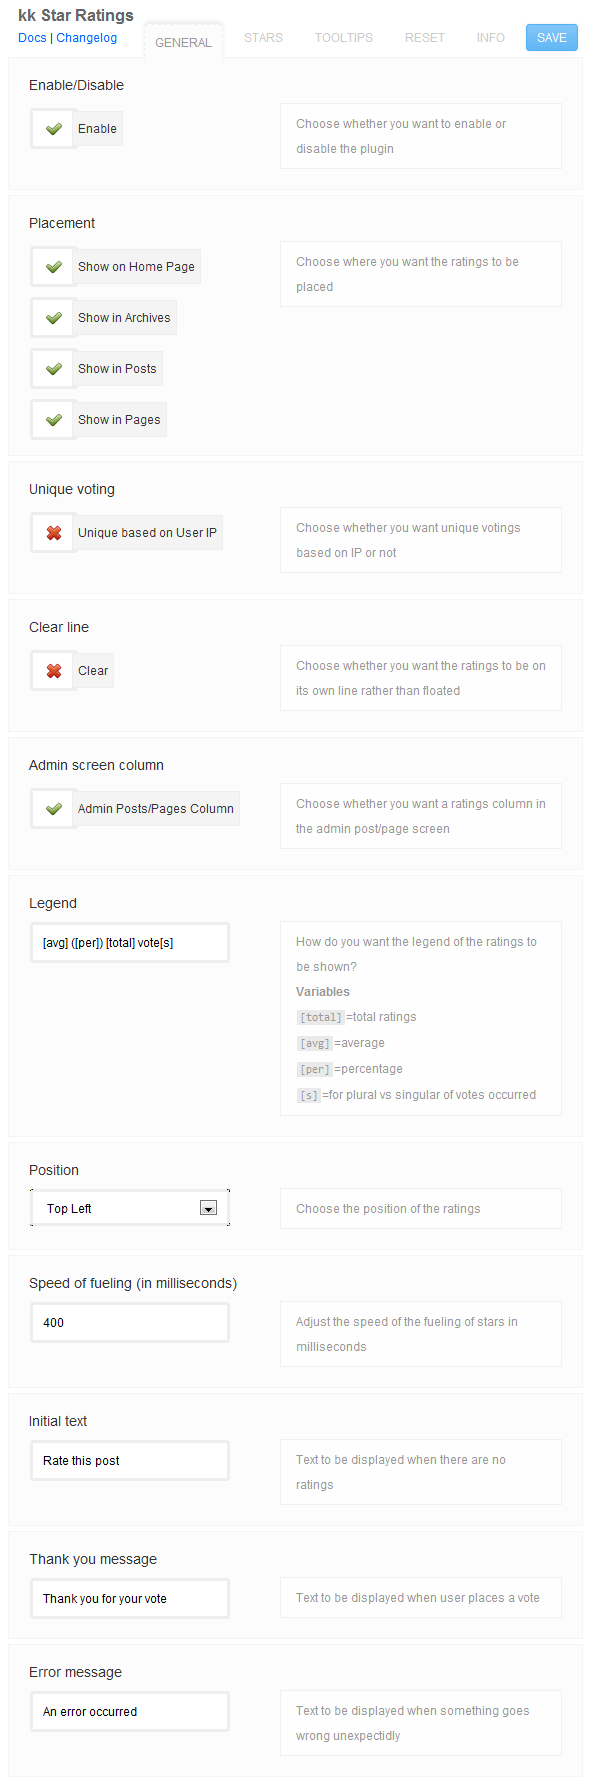 kk Star Ratings
Docs | Changelog
GENERAL
STARS
TOOLTIPS
RESET
INFO
SAVE
Enable/Disable
Enable
Choose whether you want to enable or
disable the plugin
Placement
Show on Home Page
Show in Archives
Show in Posts
Show in Pages
Choose where you want the ratings to be
placed
Unique voting
Unique based on User IP
Choose whether you want unique votings
based on IP or not
Clear line
Clear
Choose whether you want the ratings to be on
its own line rather than floated
Admin screen column
Admin Posts/Pages Column
Choose whether you want a ratings column in
the admin post/page screen
Legend
[avg] ([per]) [total] vote[s]
How do you want the legend of the ratings to
be shown?
Variables
[total]=total ratings
[avg]=average
[per]=percentage
[s]=for plural vs singular of votes occurred
Position
Top Left
Choose the position of the ratings
Speed of fueling (in milliseconds)
400
Adjust the speed of the fueling of stars in
milliseconds
Initial text
Rate this post
Text to be displayed when there are no
ratings
Thank you message
Thank you for your vote
Text to be displayed when user places a vote
Error message
An error occurred
Text to be displayed when something goes
wrong unexpectidly